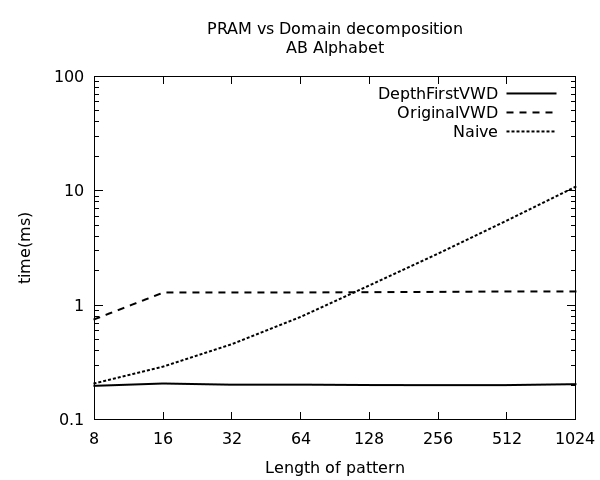 PRAM vs Domain decomposition
AB Alphabet
100
DepthFirstVWD
OriginalVWD
Naive
10
time(ms)
1
0.1
8 16 32 64 128 256 512 1024
Length of pattern